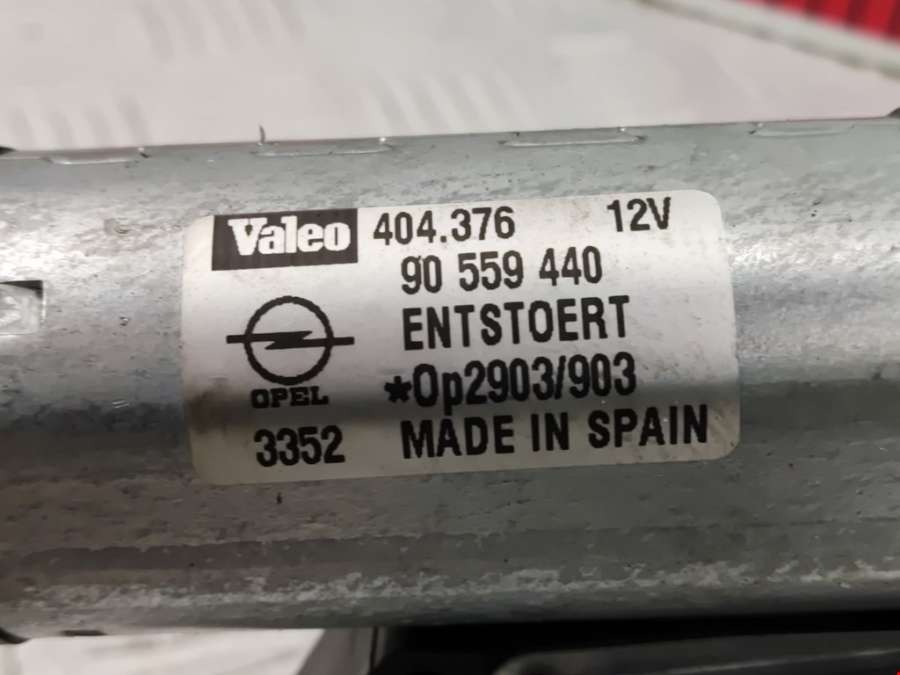 Valeo 404.376 12V
90 559 440
ENTSTOERT
OPEL *Op2903/903
3352 MADE IN SPAIN